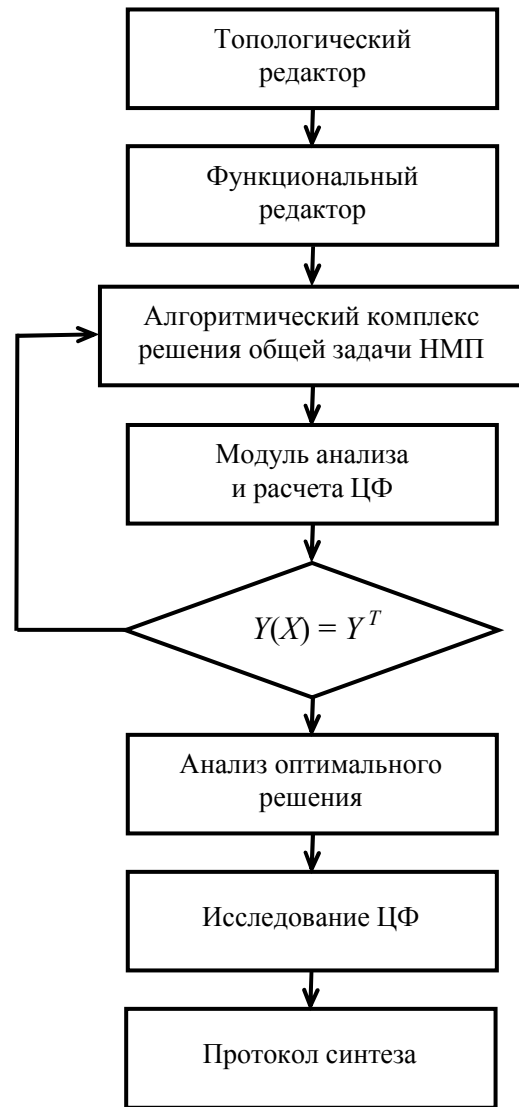 Топологический
редактор
Функциональный
редактор
Алгоритмический комплекс
решения общей задачи НМП
Модуль анализа
и расчета ЦФ
Y(X) = Y^T
Анализ оптимального
решения
Исследование ЦФ
Протокол синтеза